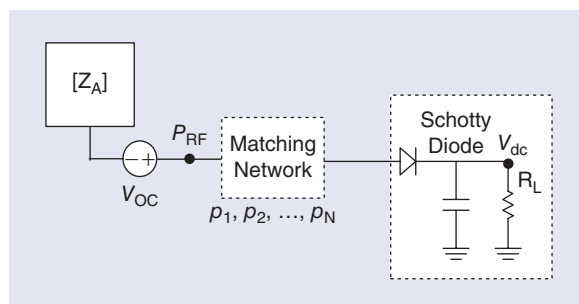 [Z_A]
V_OC
− +
P_RF
Matching
Network
p_1, p_2, …, p_N
Schotty
Diode
V_dc
R_L